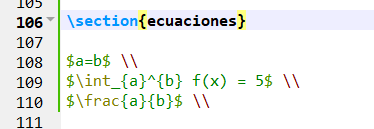 105
106 \section{ecuaciones}
107
108 $a=b$ \\
109 $\int_{a}^{b} f(x) = 5$ \\
110 $\frac{a}{b}$ \\
111